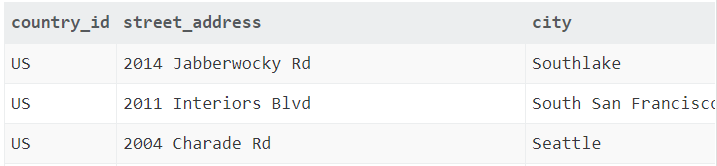 country_id street_address city
US 2014 Jabberwocky Rd Southlake
US 2011 Interiors Blvd South San Francisco
US 2004 Charade Rd Seattle